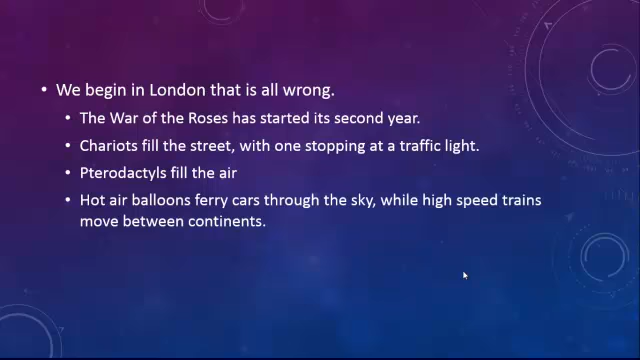 • We begin in London that is all wrong.
• The War of the Roses has started its second year.
• Chariots fill the street, with one stopping at a traffic light.
• Pterodactyls fill the air
• Hot air balloons ferry cars through the sky, while high speed trains
move between continents.